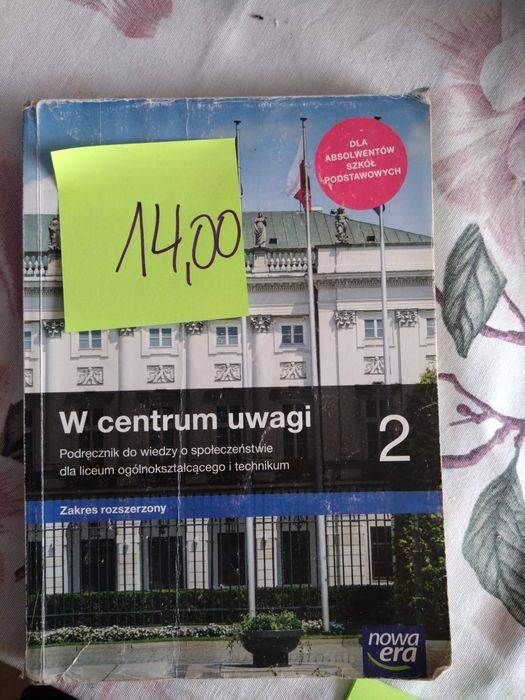 DLA
ABSOLWENTÓW
SZKÓŁ
PODSTAWOWYCH
14,00
W centrum uwagi
2
Podręcznik do wiedzy o społeczeństwie
dla liceum ogólnokształcącego i technikum
Zakres rozszerzony
nowa
era